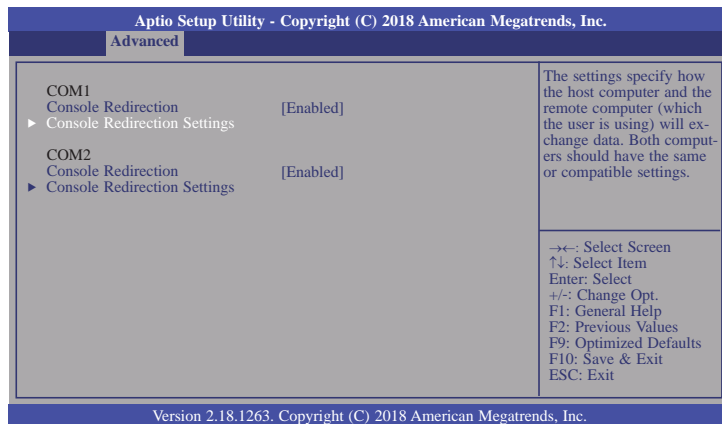 Aptio Setup Utility - Copyright (C) 2018 American Megatrends, Inc.
Advanced
COM1
Console Redirection [Enabled]
► Console Redirection Settings
COM2
Console Redirection [Enabled]
► Console Redirection Settings
The settings specify how
the host computer and the
remote computer (which
the user is using) will ex-
change data. Both comput-
ers should have the same
or compatible settings.
→←: Select Screen
↑↓: Select Item
Enter: Select
+/-: Change Opt.
F1: General Help
F2: Previous Values
F9: Optimized Defaults
F10: Save & Exit
ESC: Exit
Version 2.18.1263. Copyright (C) 2018 American Megatrends, Inc.